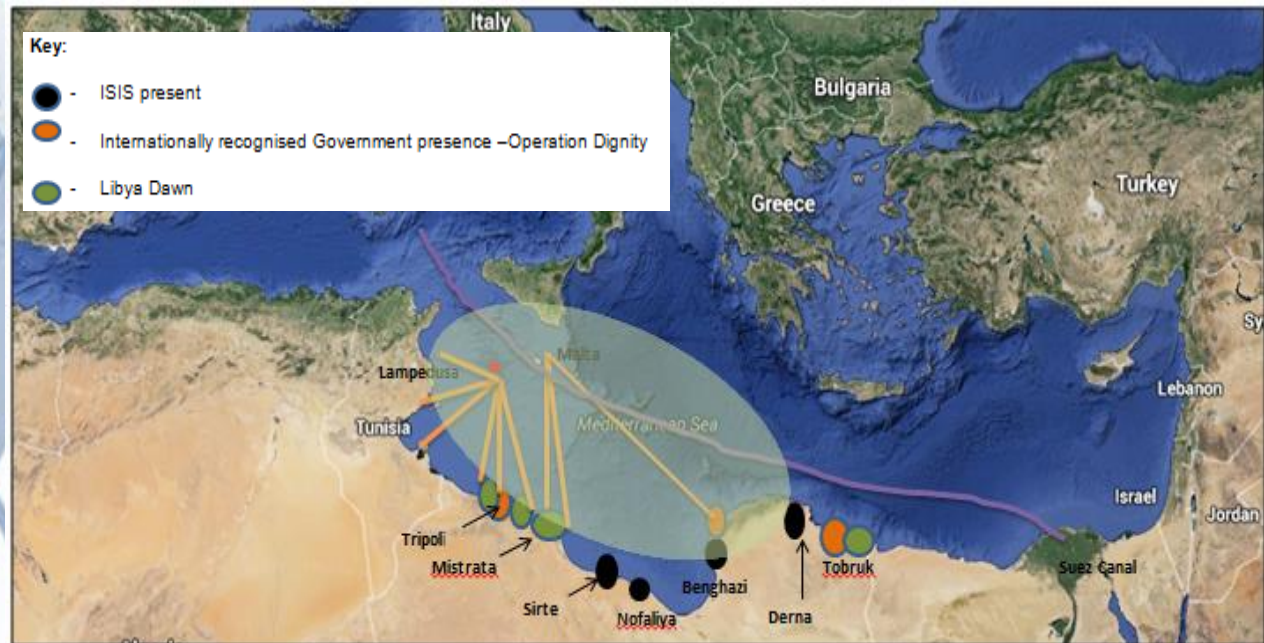 Italy
Key:
- ISIS present
- Internationally recognised Government presence –Operation Dignity
- Libya Dawn
Bulgaria
Turkey
Greece
Sy
Malta
Lampedusa
Lebanon
Tunisia
Mediterranean Sea
Israel
Jordan
Tripoli
Mistrata
Tobruk
Suez Canal
Benghazi
Sirte
Nofaliya
Derna